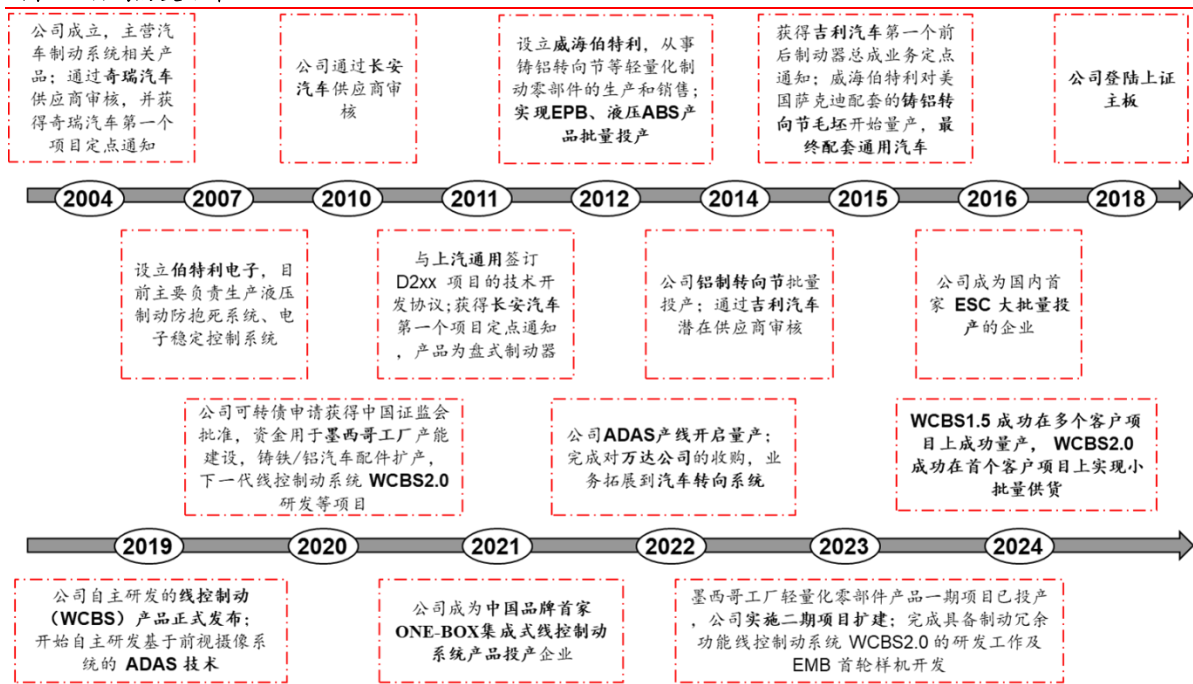 公司成立，主营汽
车制动系统相关产
品；通过奇瑞汽车
供应商审核，并获
得奇瑞汽车第一个
项目定点通知
公司通过长安
汽车供应商审
核
设立威海伯特利，从事
铸铝转向节等轻量化制
动零部件的生产和销售；
实现EPB、液压ABS产
品批量投产
获得吉利汽车第一个前
后制动器总成业务定点
通知；威海伯特利对美
国萨克迪配套的铸铝转
向节毛坯开始量产，最
终配套通用汽车
公司登陆上证
主板
2004
2007
2010
2011
2012
2014
2015
2016
2018
设立伯特利电子，目
前主要负责生产液压
制动防抱死系统、电
子稳定控制系统
与上汽通用签订
D2xx 项目的技术开
发协议;获得长安汽车
第一个项目定点通知
，产品为盘式制动器
公司铝制转向节批量
投产；通过吉利汽车
潜在供应商审核
公司成为国内首
家 ESC 大批量投
产的企业
公司可转债申请获得中国证监会
批准，资金用于墨西哥工厂产能
建设，铸铁/铝汽车配件扩产，
下一代线控制动系统 WCBS2.0
研发等项目
公司ADAS产线开启量产；
完成对万达公司的收购，业
务拓展到汽车转向系统
WCBS1.5 成功在多个客户项
目上成功量产， WCBS2.0
成功在首个客户项目上实现小
批量供货
2019
2020
2021
2022
2023
2024
公司自主研发的线控制动
（WCBS）产品正式发布；
开始自主研发基于前视摄像系
统的 ADAS 技术
公司成为中国品牌首家
ONE-BOX集成式线控制动
系统产品投产企业
墨西哥工厂轻量化零部件产品一期项目已投产
，公司实施二期项目扩建；完成具备制动冗余
功能线控制动系统 WCBS2.0 的研发工作及
EMB 首轮样机开发